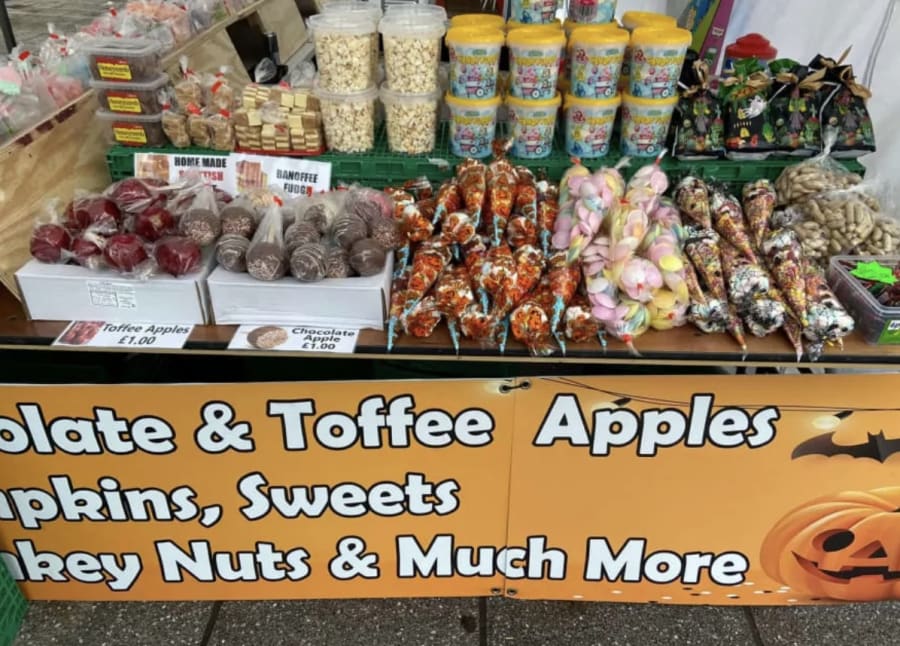 HOME MADE
BANOFFEE
FUDGE
Toffee Apples
£1.00
Chocolate
Apple
£1.00
olate & Toffee Apples
pkins, Sweets
key Nuts & Much More